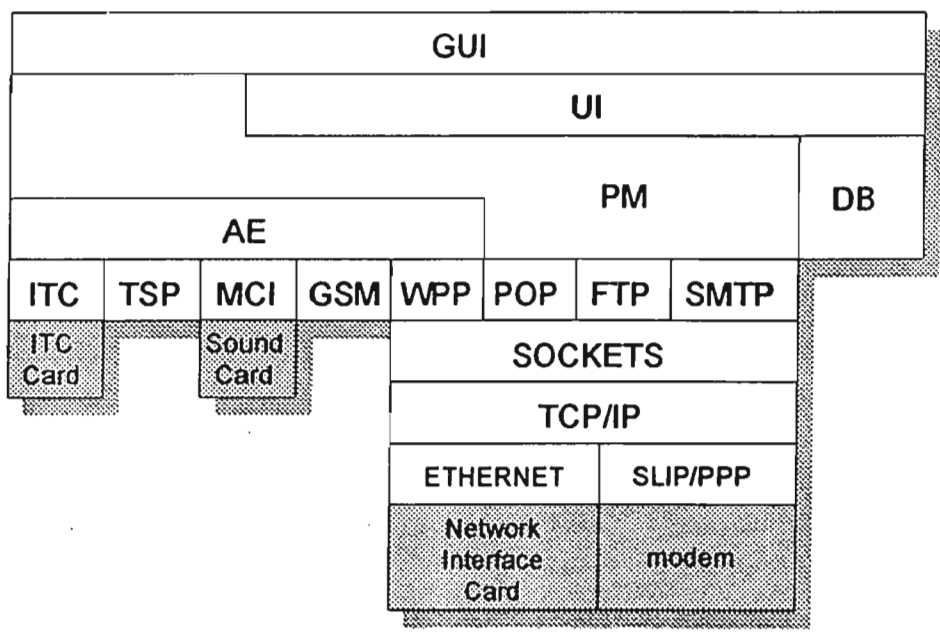 GUI
UI
PM
DB
AE
ITC TSP MCI GSM WPP POP FTP SMTP
ITC
Card
Sound
Card
SOCKETS
TCP/IP
ETHERNET SLIP/PPP
Network
Interface
Card
modem